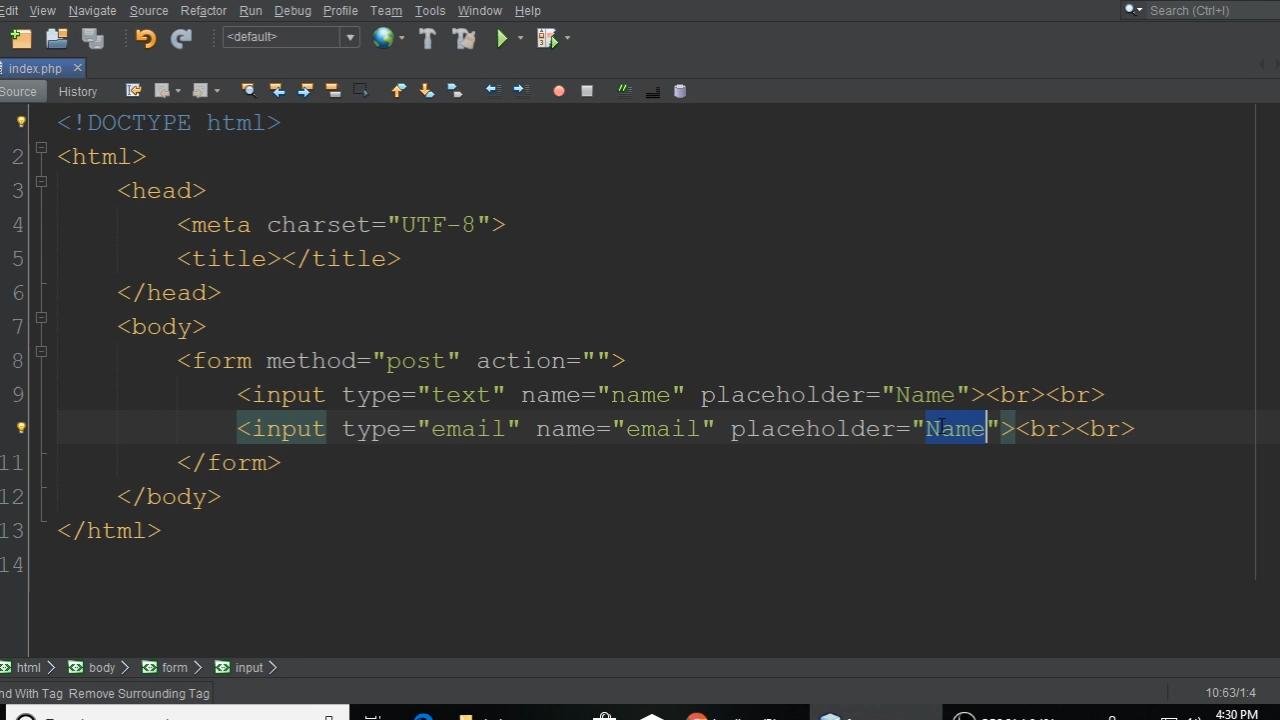 Edit View Navigate Source Refactor Run Debug Profile Team Tools Window Help Search (Ctrl+I)
<default>
index.php
Source History
<!DOCTYPE html>
2 <html>
3 <head>
4 <meta charset="UTF-8">
5 <title></title>
6 </head>
7 <body>
8 <form method="post" action="">
9 <input type="text" name="name" placeholder="Name"><br><br>
<input type="email" name="email" placeholder="Name"><br><br>
11 </form>
12 </body>
13 </html>
14
html body form input
nd With Tag Remove Surrounding Tag 10:63/1:4
4:30 PM